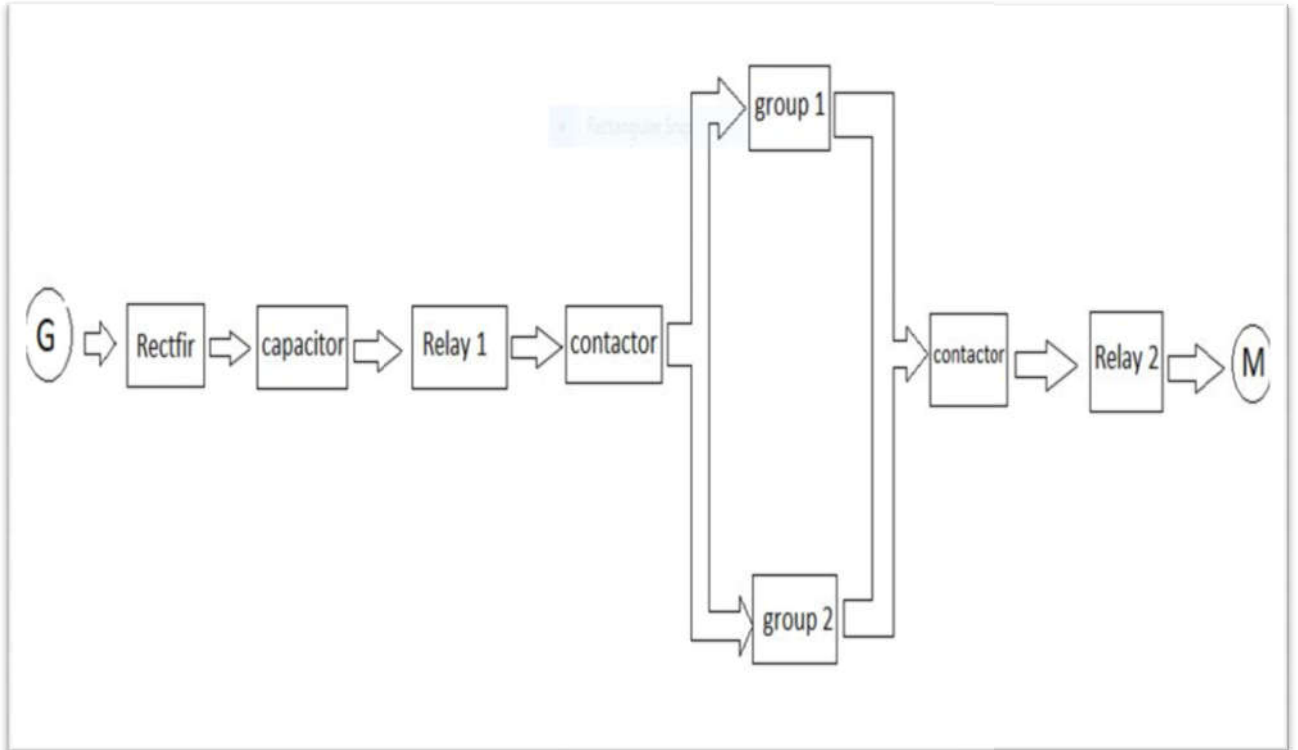 group 1
G
Rectfir
capacitor
Relay 1
contactor
contactor
Relay 2
M
group 2